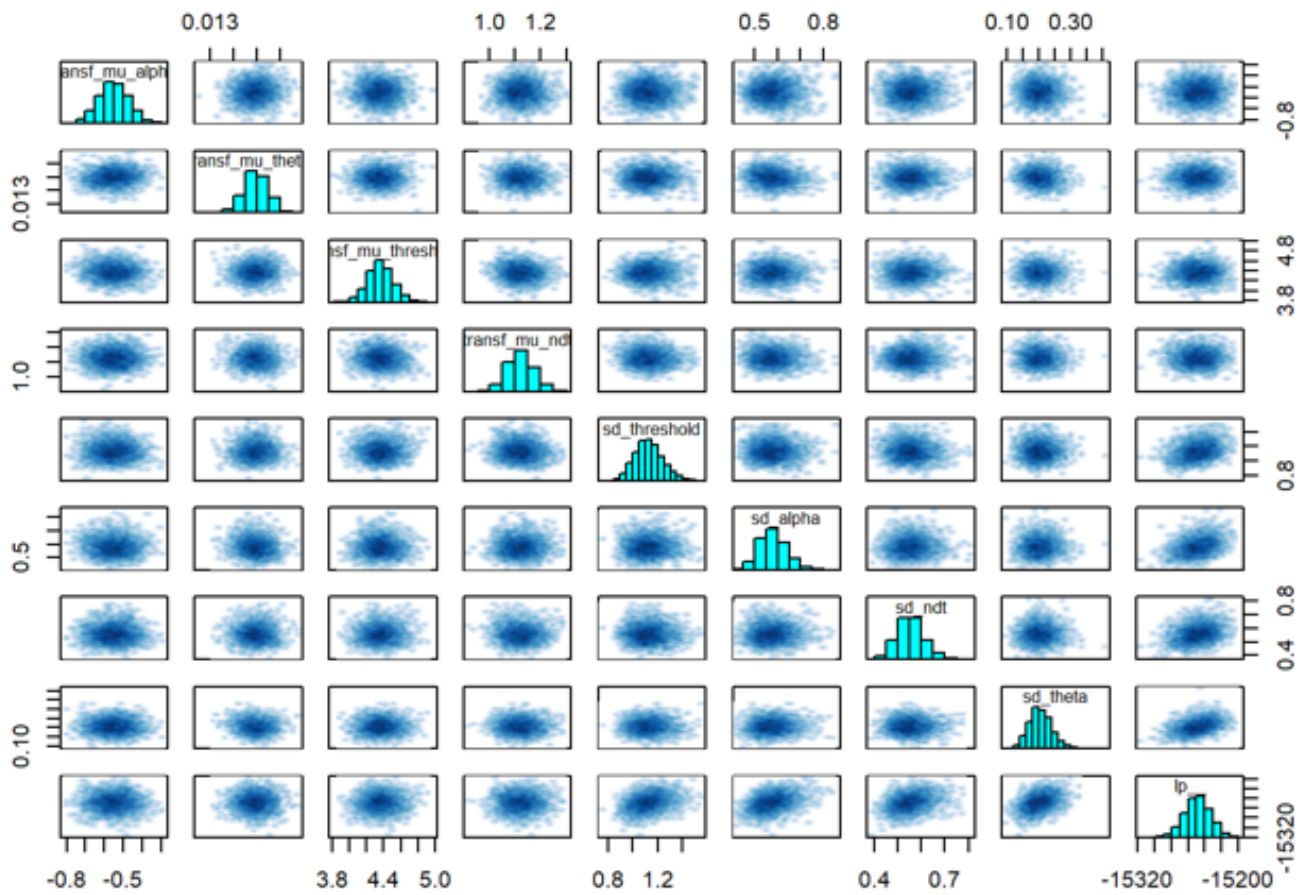 0.013 1.0 1.2 0.5 0.8 0.10 0.30
ansf_mu_alph
-0.8
ransf_mu_thet
0.013
nsf_mu_thresh
4.8
3.8
transf_mu_ndt
1.0
sd_threshold
0.8
sd_alpha
0.5
sd_ndt
0.8
0.4
sd_theta
0.10
lp_
-15320
-0.8 -0.5 3.8 4.4 5.0 0.8 1.2 0.4 0.7 -15320 -15200